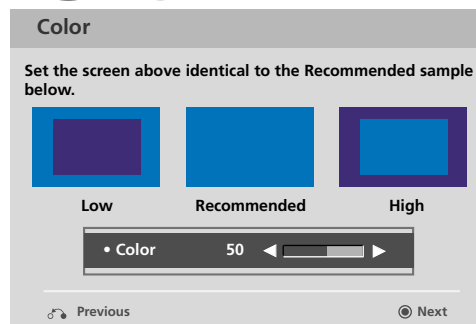 Color
Set the screen above identical to the Recommended sample
below.
Low Recommended High
• Color 50
Previous Next